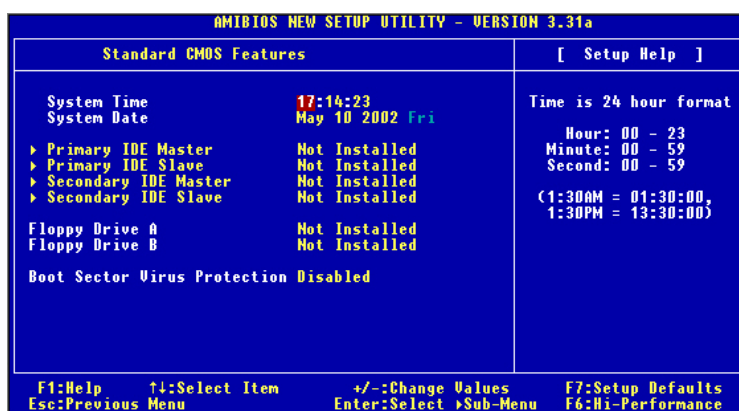 AMIBIOS NEW SETUP UTILITY - VERSION 3.31a
Standard CMOS Features
[ Setup Help ]
System Time 17:14:23
System Date May 10 2002 Fri
▸ Primary IDE Master Not Installed
▸ Primary IDE Slave Not Installed
▸ Secondary IDE Master Not Installed
▸ Secondary IDE Slave Not Installed
Floppy Drive A Not Installed
Floppy Drive B Not Installed
Boot Sector Virus Protection Disabled
Time is 24 hour format
Hour: 00 - 23
Minute: 00 - 59
Second: 00 - 59
(1:30AM = 01:30:00,
1:30PM = 13:30:00)
F1:Help ↑↓:Select Item +/-:Change Values F7:Setup Defaults
Esc:Previous Menu Enter:Select ▸Sub-Menu F6:Hi-Performance